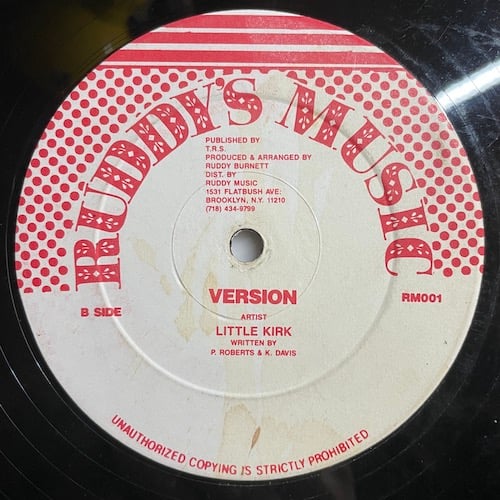 RUDDY'S MUSIC
PUBLISHED BY
T.R.S.
PRODUCED & ARRANGED BY
RUDDY BURNETT
DIST. BY
RUDDY MUSIC
1531 FLATBUSH AVE;
BROOKLYN, N.Y. 11210
(718) 434-9799
B SIDE
RM001
VERSION
ARTIST
LITTLE KIRK
WRITTEN BY
P. ROBERTS & K. DAVIS
UNAUTHORIZED COPYING IS STRICTLY PROHIBITED